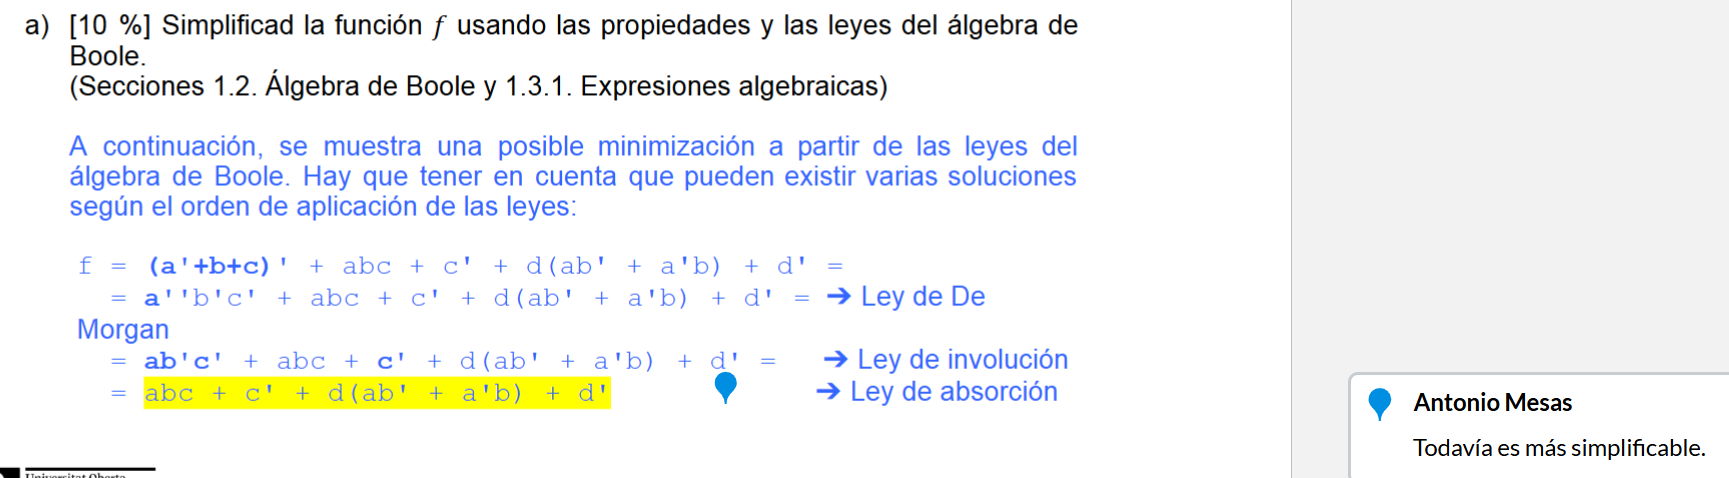 a) [10 %] Simplificad la función f usando las propiedades y las leyes del álgebra de
Boole.
(Secciones 1.2. Álgebra de Boole y 1.3.1. Expresiones algebraicas)
A continuación, se muestra una posible minimización a partir de las leyes del
álgebra de Boole. Hay que tener en cuenta que pueden existir varias soluciones
según el orden de aplicación de las leyes:
f = (a'+b+c)' + abc + c' + d(ab' + a'b) + d' =
= a''b'c' + abc + c' + d(ab' + a'b) + d' = ➔ Ley de De
Morgan
= ab'c' + abc + c' + d(ab' + a'b) + d' = ➔ Ley de involución
= abc + c' + d(ab' + a'b) + d' ➔ Ley de absorción
Antonio Mesas
Todavía es más simplificable.